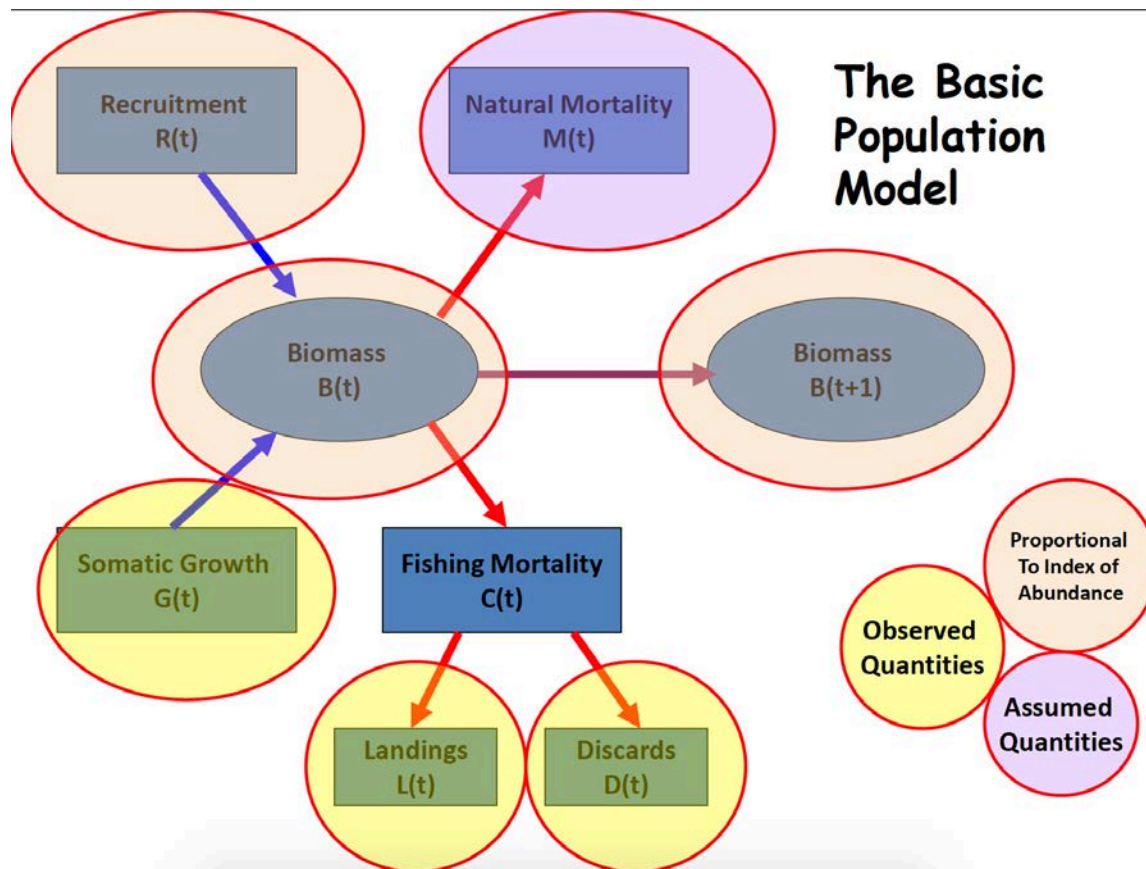 The Basic
Population
Model
Recruitment
R(t)
Natural Mortality
M(t)
Biomass
B(t)
Biomass
B(t+1)
Somatic Growth
G(t)
Fishing Mortality
C(t)
Landings
L(t)
Discards
D(t)
Proportional
To Index of
Abundance
Observed
Quantities
Assumed
Quantities